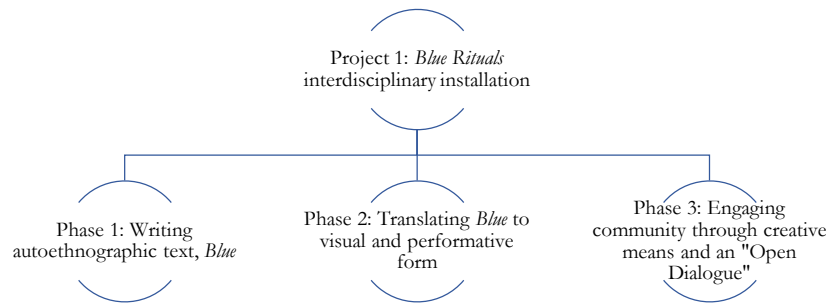 Project 1: Blue Rituals
interdisciplinary installation
Phase 1: Writing
autoethnographic text, Blue
Phase 2: Translating Blue to
visual and performative
form
Phase 3: Engaging
community through creative
means and an "Open
Dialogue"